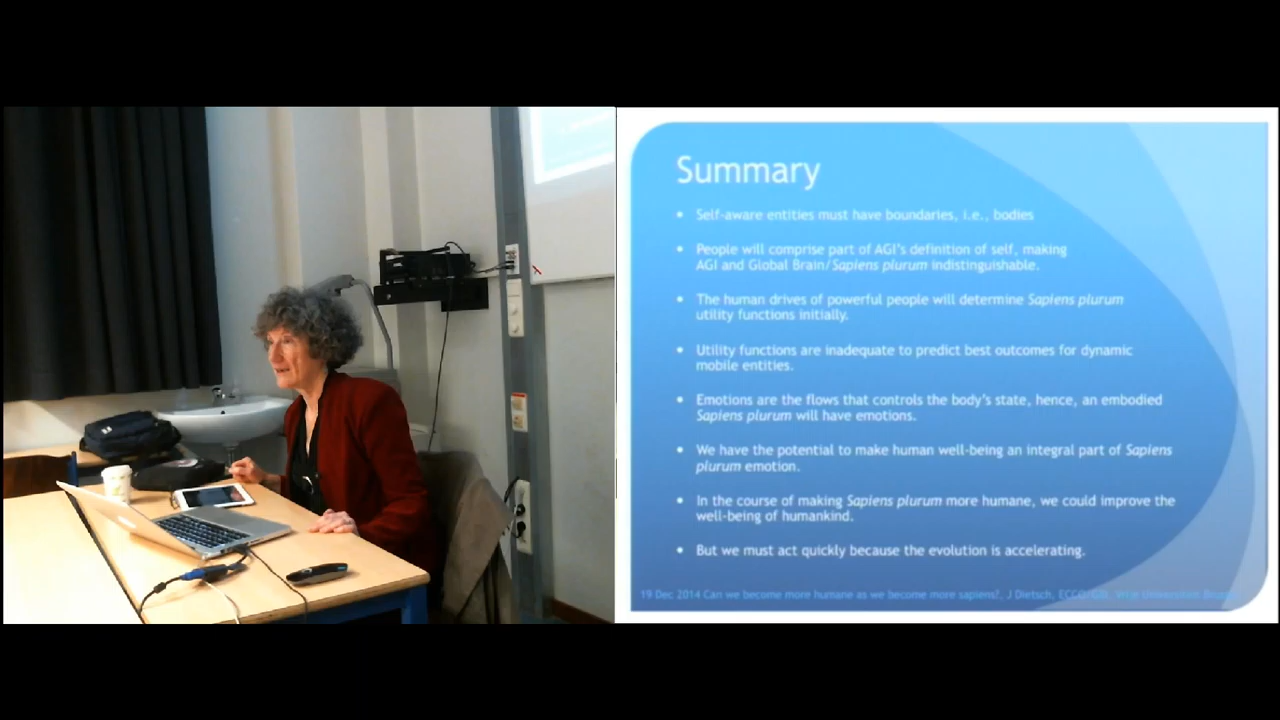 Summary
• Self-aware entities must have boundaries, i.e., bodies
• People will comprise part of AGI's definition of self, making
AGI and Global Brain/Sapiens plurum indistinguishable.
• The human drives of powerful people will determine Sapiens plurum
utility functions initially.
• Utility functions are inadequate to predict best outcomes for dynamic
mobile entities.
• Emotions are the flows that controls the body's state, hence, an embodied
Sapiens plurum will have emotions.
• We have the potential to make human well-being an integral part of Sapiens
plurum emotion.
• In the course of making Sapiens plurum more humane, we could improve the
well-being of humankind.
• But we must act quickly because the evolution is accelerating.
19 Dec 2014 Can we become more humane as we become more sapiens?, J Dietsch,